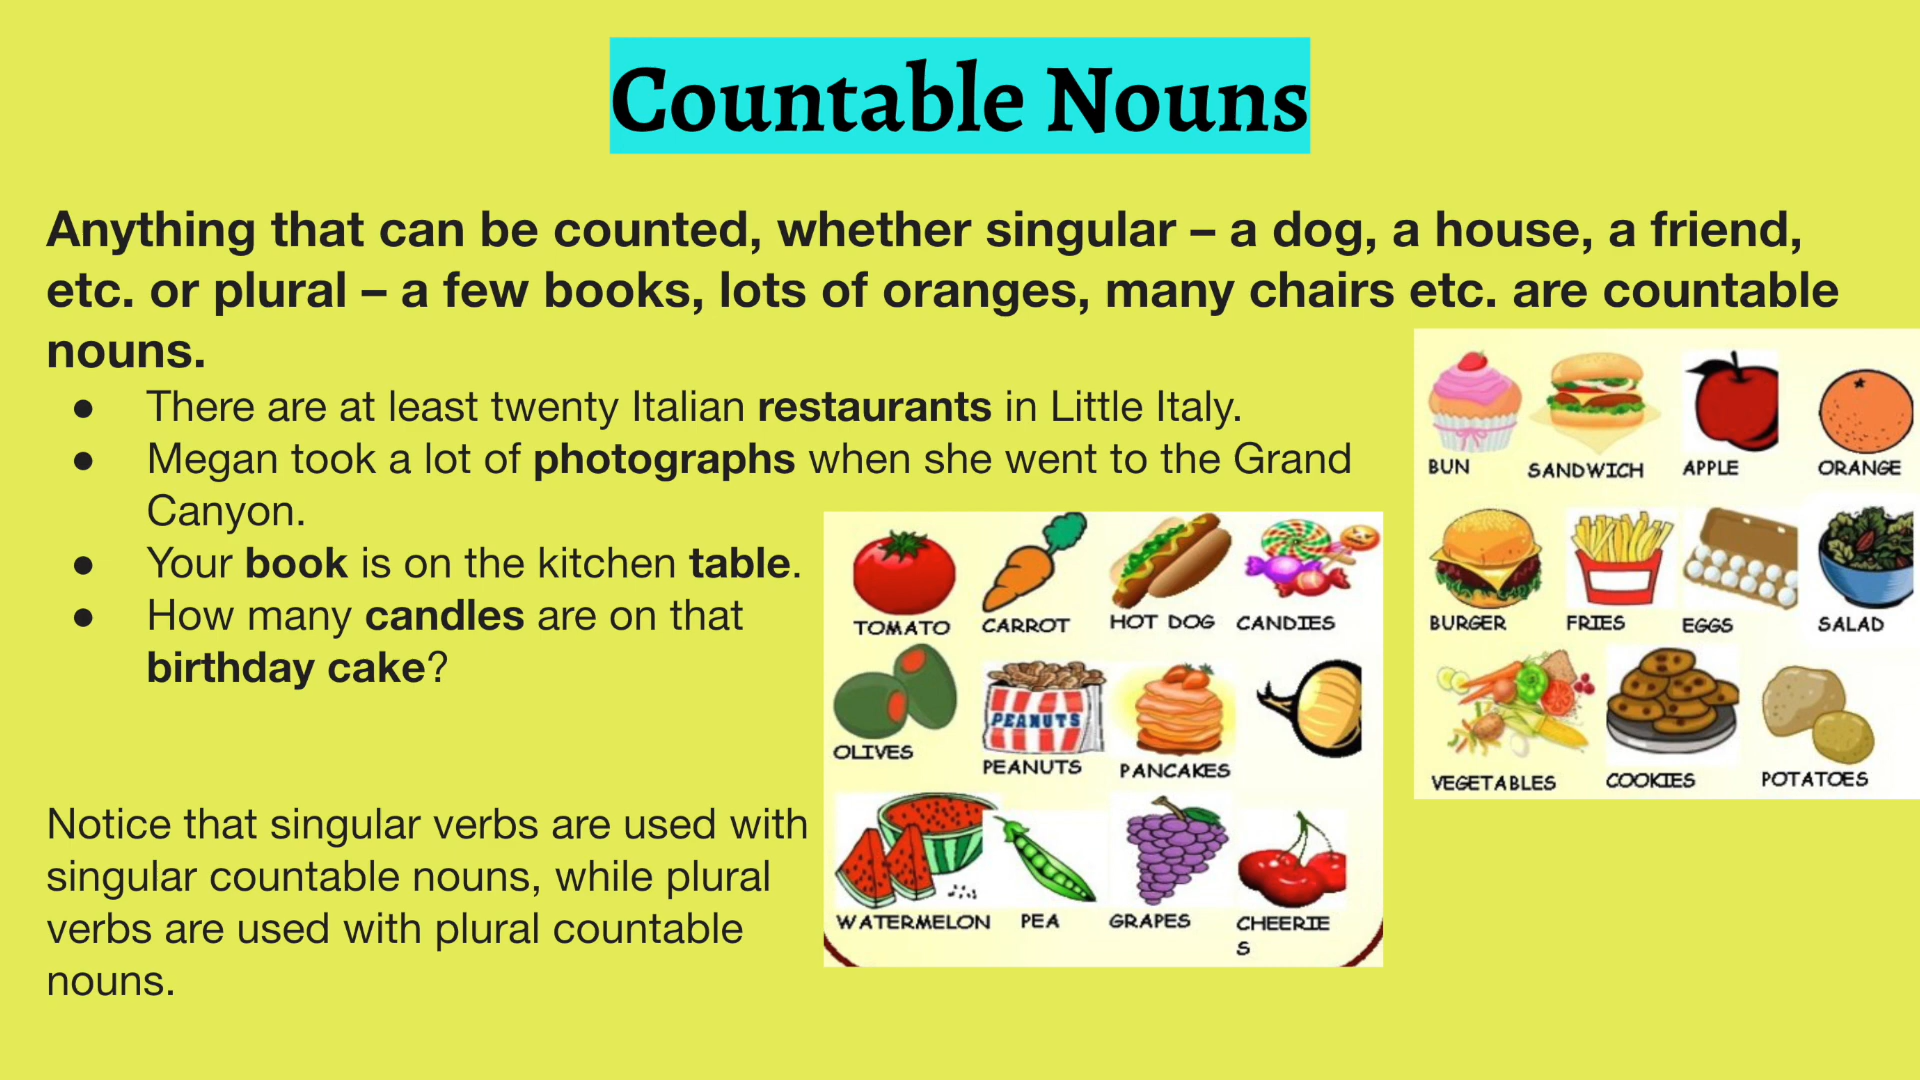 Countable Nouns
Anything that can be counted, whether singular – a dog, a house, a friend,
etc. or plural – a few books, lots of oranges, many chairs etc. are countable
nouns.
● There are at least twenty Italian restaurants in Little Italy.
● Megan took a lot of photographs when she went to the Grand
Canyon.
● Your book is on the kitchen table.
● How many candles are on that
birthday cake?
Notice that singular verbs are used with
singular countable nouns, while plural
verbs are used with plural countable
nouns.
TOMATO CARROT HOT DOG CANDIES
OLIVES PEANUTS PANCAKES
PEANUTS
WATERMELON PEA GRAPES CHEERIE
S
BUN SANDWICH APPLE ORANGE
BURGER FRIES EGGS SALAD
VEGETABLES COOKIES POTATOES